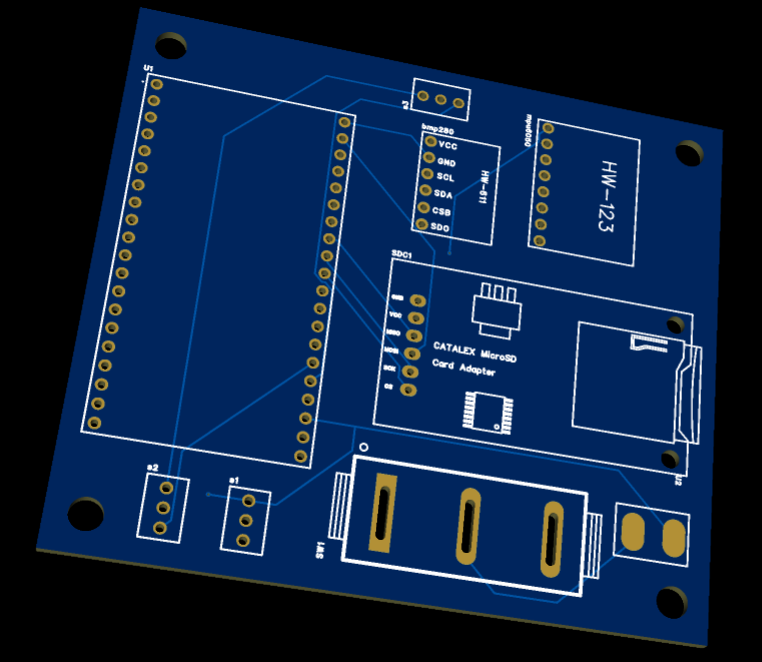 U1
s3
bmp280
VCC
GND
SCL
SDA
CSB
SDO
HW-611
mpu6050
HW-123
SDC1
GND
VCC
MISO
MOSI
SCK
CS
CATALEX MicroSD
Card Adapter
s2
s1
SW1
U2